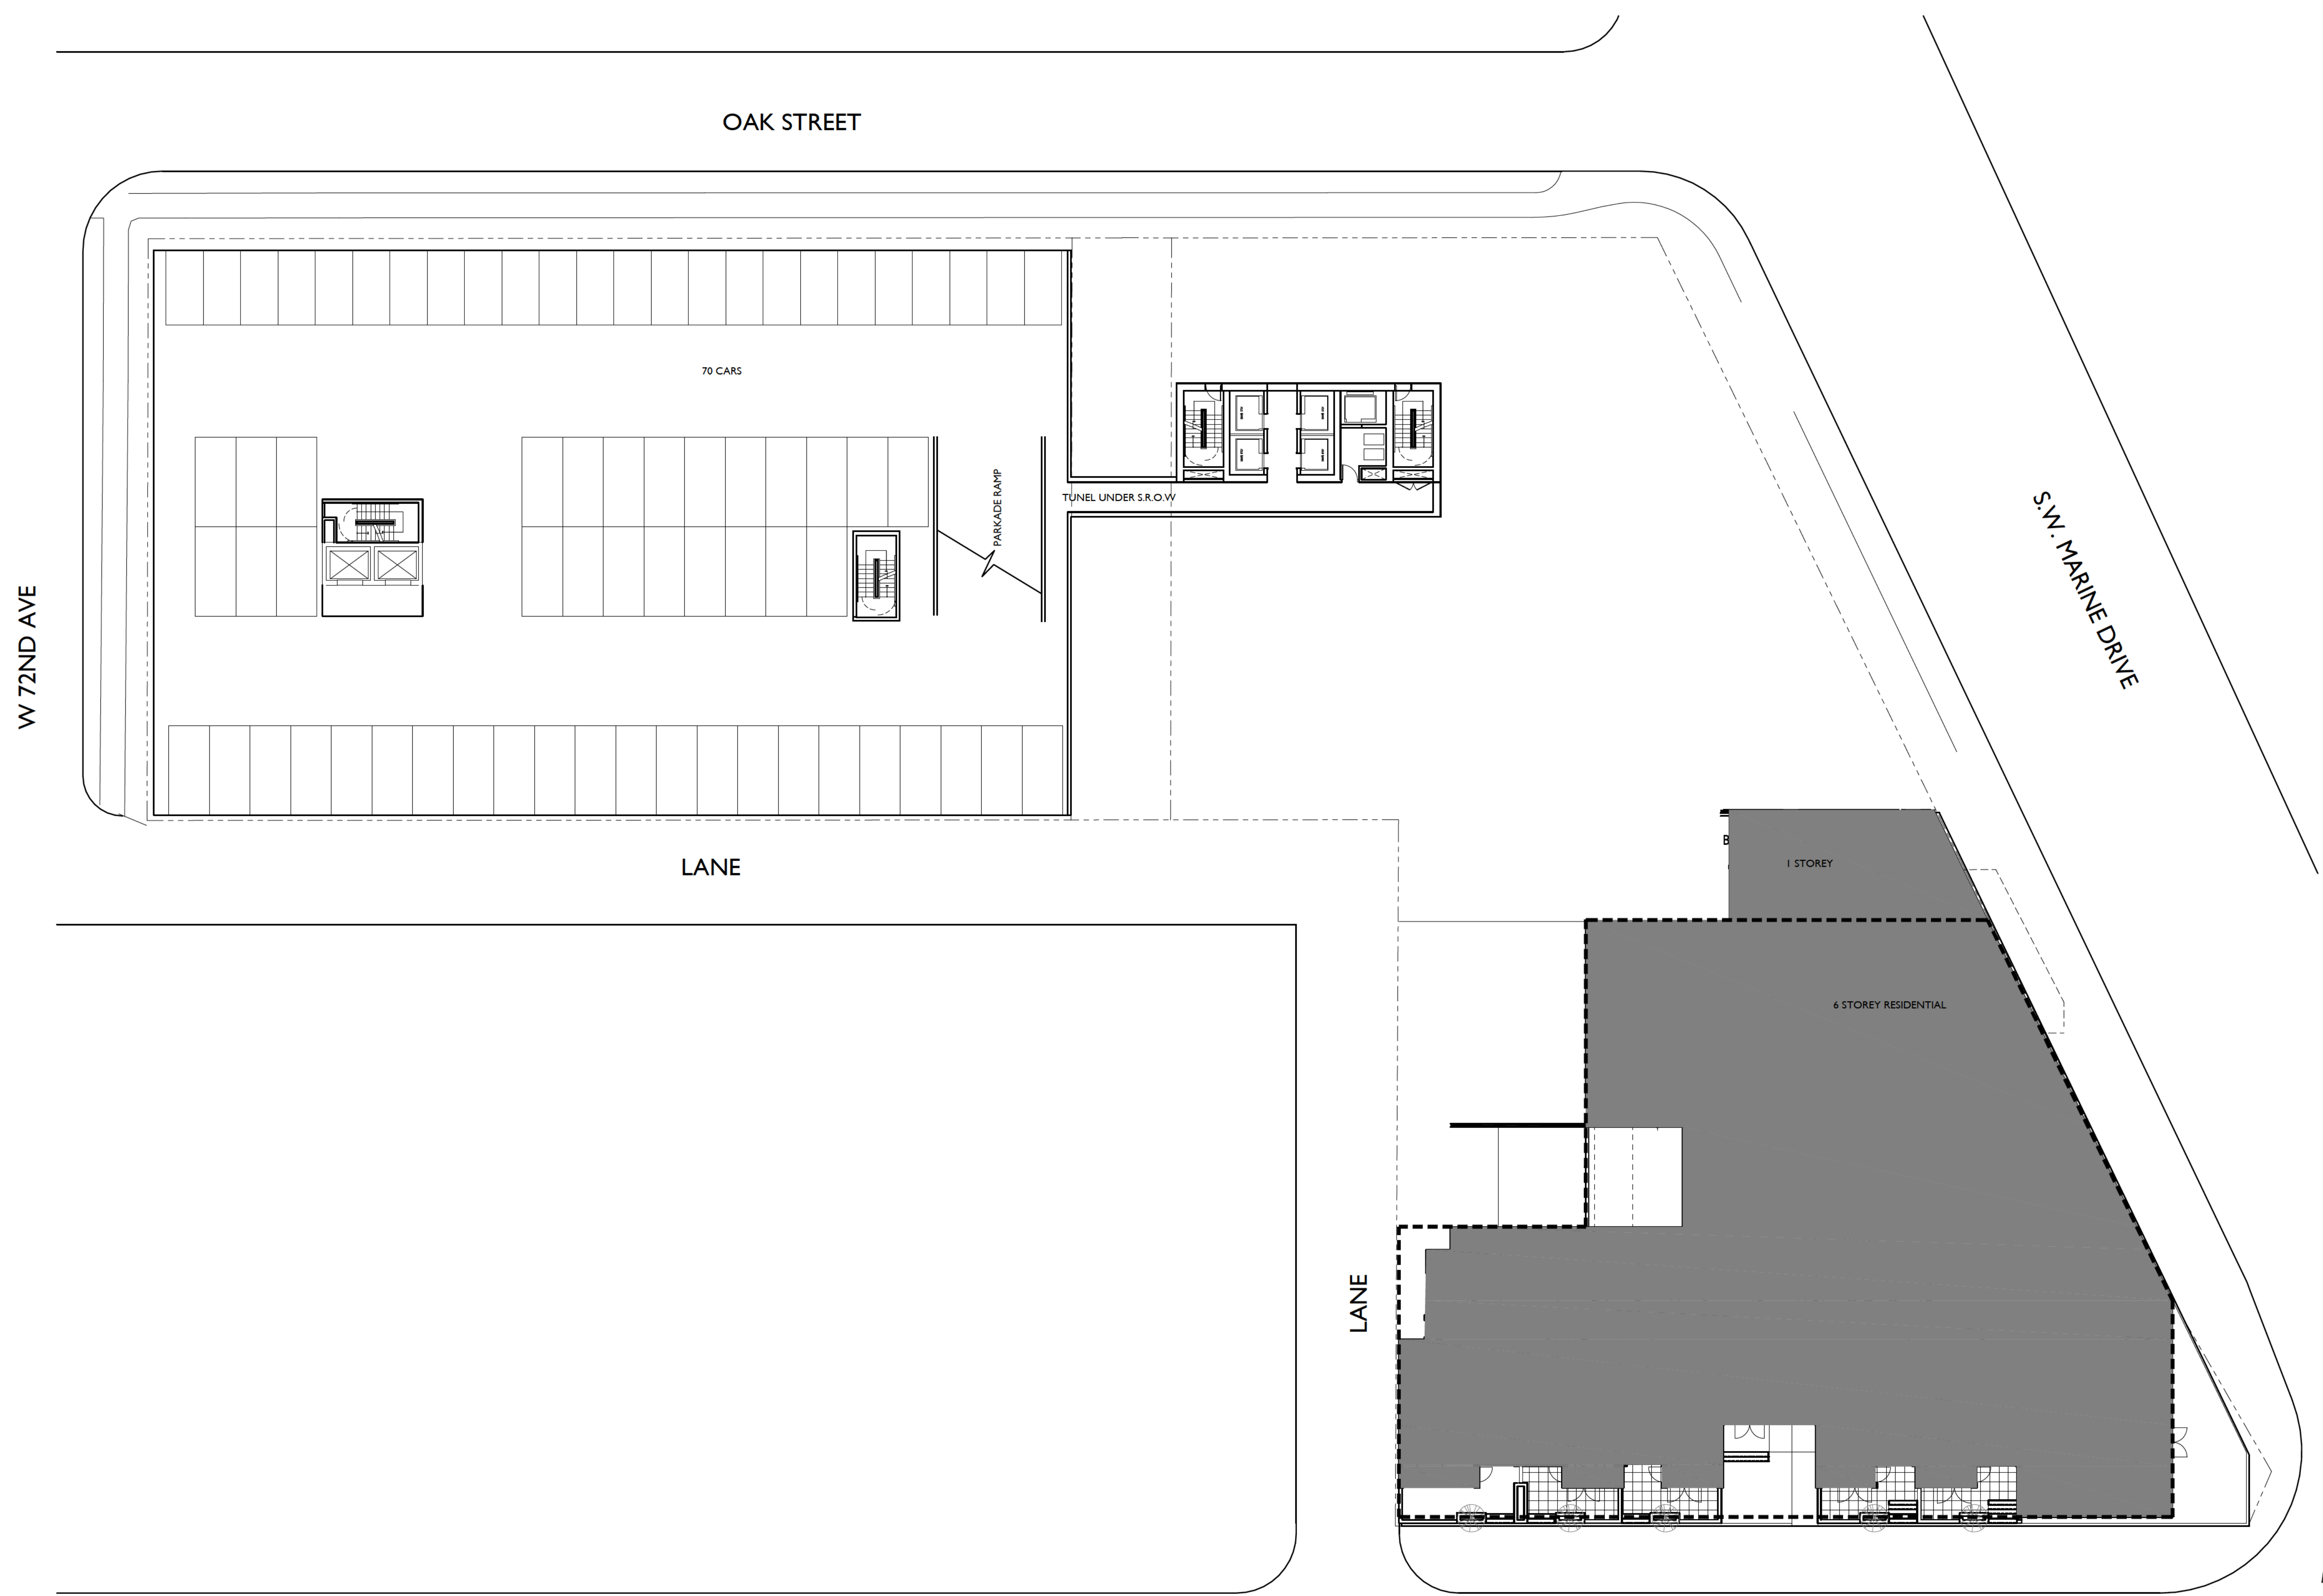 OAK STREET
70 CARS
PARKADE RAMP
TUNEL UNDER S.R.O.W
W 72ND AVE
S.W. MARINE DRIVE
LANE
B
1 STOREY
6 STOREY RESIDENTIAL
LANE